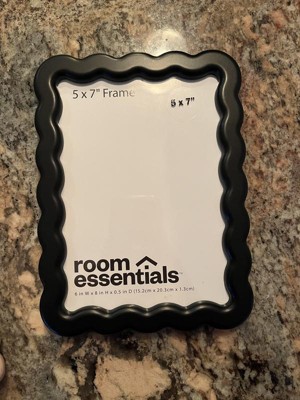 5 x 7" Frame
5 x 7"
room
essentials™
6 in W x 8 in H x 0.5 in D (15.2cm x 20.3cm x 1.3cm)